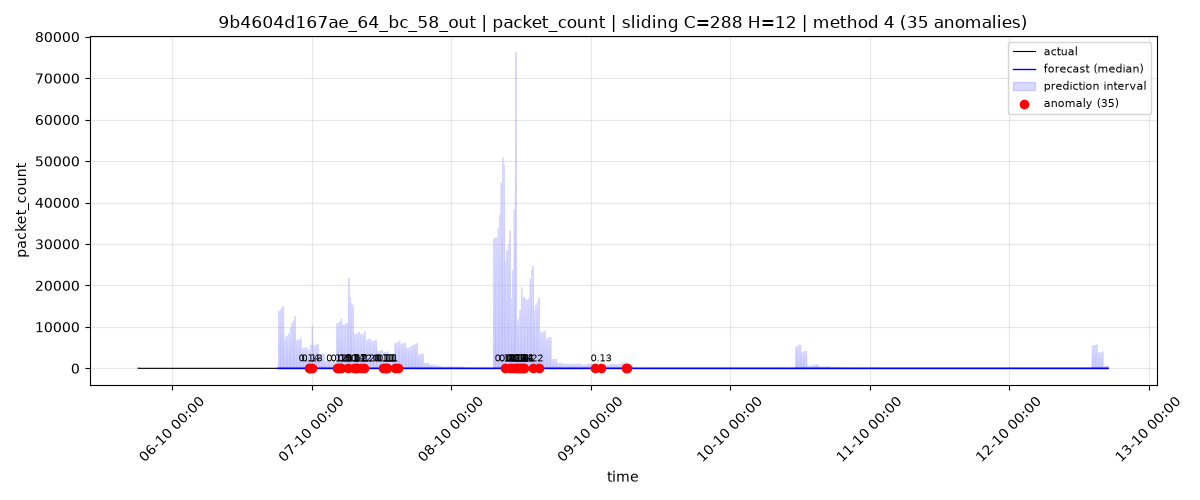 9b4604d167ae_64_bc_58_out | packet_count | sliding C=288 H=12 | method 4 (35 anomalies)
actual
forecast (median)
prediction interval
anomaly (35)
packet_count
80000
70000
60000
50000
40000
30000
20000
10000
0
0.13
06-10 00:00
07-10 00:00
08-10 00:00
09-10 00:00
10-10 00:00
11-10 00:00
12-10 00:00
13-10 00:00
time